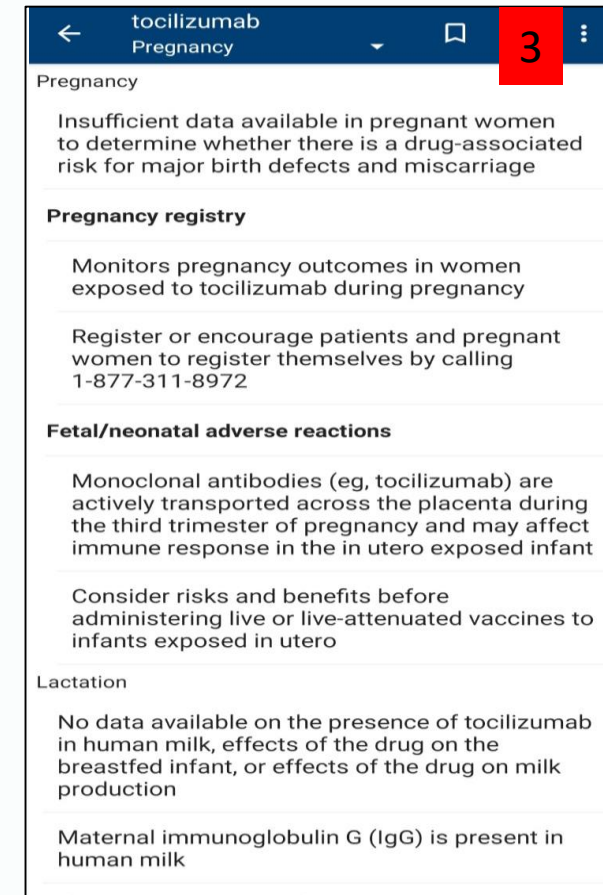 tocilizumab
Pregnancy
3
Pregnancy
Insufficient data available in pregnant women
to determine whether there is a drug-associated
risk for major birth defects and miscarriage
Pregnancy registry
Monitors pregnancy outcomes in women
exposed to tocilizumab during pregnancy
Register or encourage patients and pregnant
women to register themselves by calling
1-877-311-8972
Fetal/neonatal adverse reactions
Monoclonal antibodies (eg, tocilizumab) are
actively transported across the placenta during
the third trimester of pregnancy and may affect
immune response in the in utero exposed infant
Consider risks and benefits before
administering live or live-attenuated vaccines to
infants exposed in utero
Lactation
No data available on the presence of tocilizumab
in human milk, effects of the drug on the
breastfed infant, or effects of the drug on milk
production
Maternal immunoglobulin G (IgG) is present in
human milk